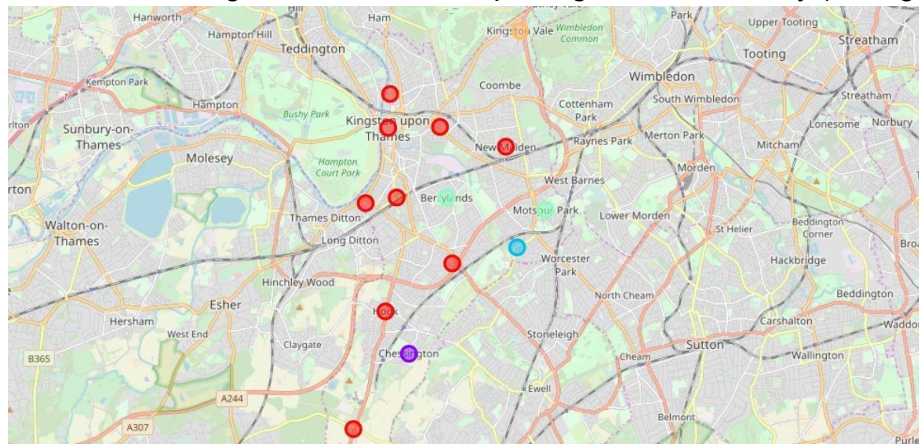 Hanworth
Ham
Kingston Vale
Wimbledon
Common
Park
Upper Tooting
Hampton Hill
Teddington
Streatham
Tooting
Kempton Park
Wimbledon
Coombe
Hampton
Bushy Park
Cottenham
Park
South Wimbledon
Streatham
Kingston upon
Thames
Sunbury-on-
Thames
Lonesome
Norbury
Raynes Park
Merton Park
Mitcham
New Malden
Molesey
Hampton
Court Park
Morden
West Barnes
Berrylands
Motspur Park
Lower Morden
Thames Ditton
Walton-on-
Thames
Beddington
Corner
St Helier
Long Ditton
Worcester
Park
Hackbridge
Hinchley Wood
North Cheam
Beddington
Esher
Hook
Hersham
West End
Claygate
Chessington
Stoneleigh
Carshalton
Waddo
Sutton
Cheam
Wallington
B365
Ewell
A244
Belmont
A307
Purle